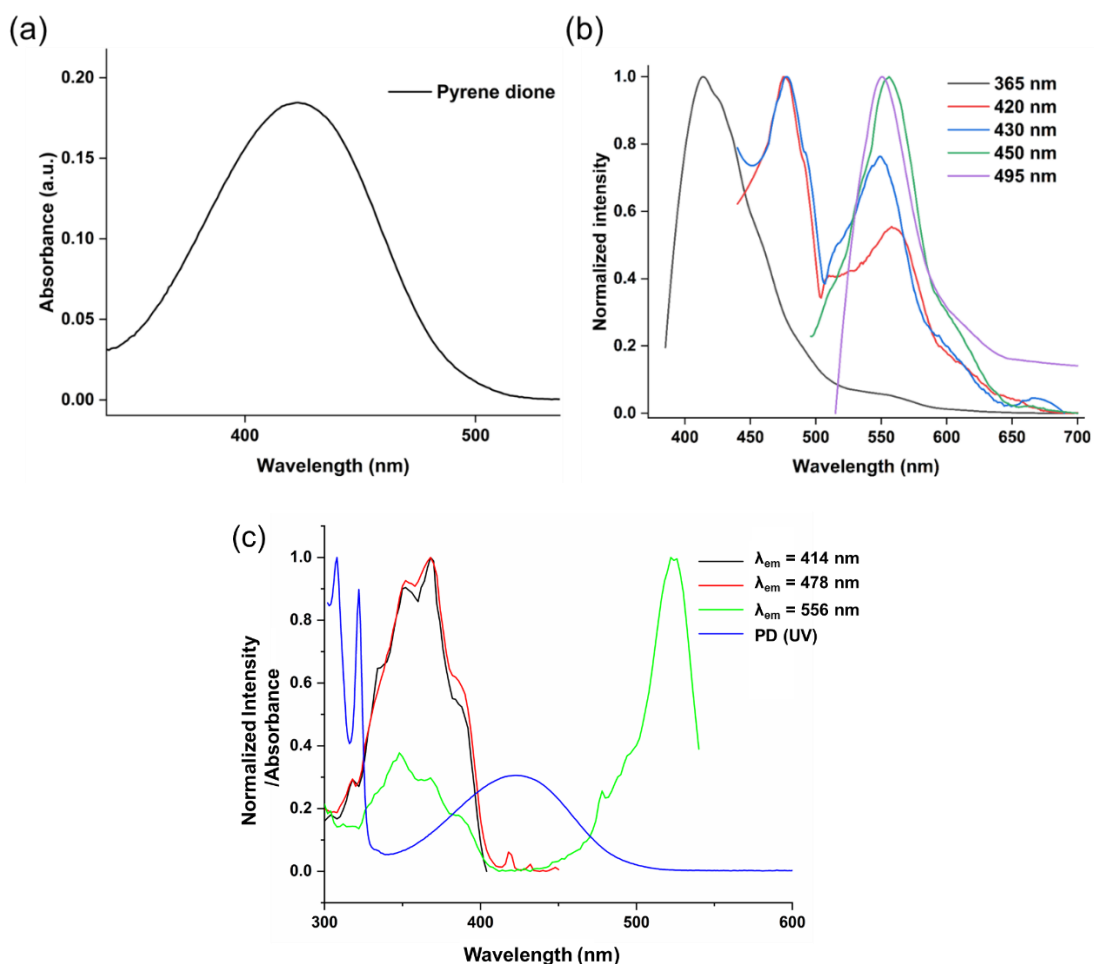 (a)
0.20
0.15
0.10
0.05
0.00
Absorbance (a.u.)
Pyrene dione
400
500
Wavelength (nm)
(b)
1.0
0.8
0.6
0.4
0.2
0.0
Normalized intensity
365 nm
420 nm
430 nm
450 nm
495 nm
400
450
500
550
600
650
700
Wavelength (nm)
(c)
1.0
0.8
0.6
0.4
0.2
0.0
Normalized Intensity
/Absorbance
λem = 414 nm
λem = 478 nm
λem = 556 nm
PD (UV)
300
400
500
600
Wavelength (nm)